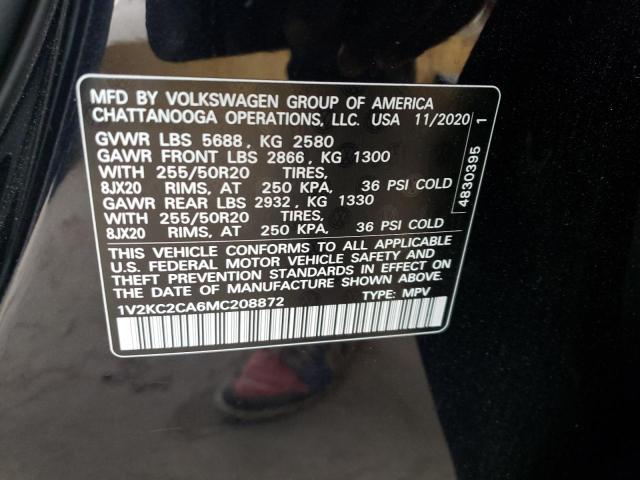 MFD BY VOLKSWAGEN GROUP OF AMERICA
CHATTANOOGA OPERATIONS, LLC. USA 11/2020
GVWR LBS 5688, KG 2580
GAWR FRONT LBS 2866, KG 1300
WITH 255/50R20 TIRES,
8JX20 RIMS, AT 250 KPA, 36 PSI COLD
GAWR REAR LBS 2932, KG 1330
WITH 255/50R20 TIRES,
8JX20 RIMS, AT 250 KPA, 36 PSI COLD
THIS VEHICLE CONFORMS TO ALL APPLICABLE
U.S. FEDERAL MOTOR VEHICLE SAFETY AND
THEFT PREVENTION STANDARDS IN EFFECT ON
THE DATE OF MANUFACTURE SHOWN ABOVE.
1V2KC2CA6MC208872 TYPE: MPV
4830395 1